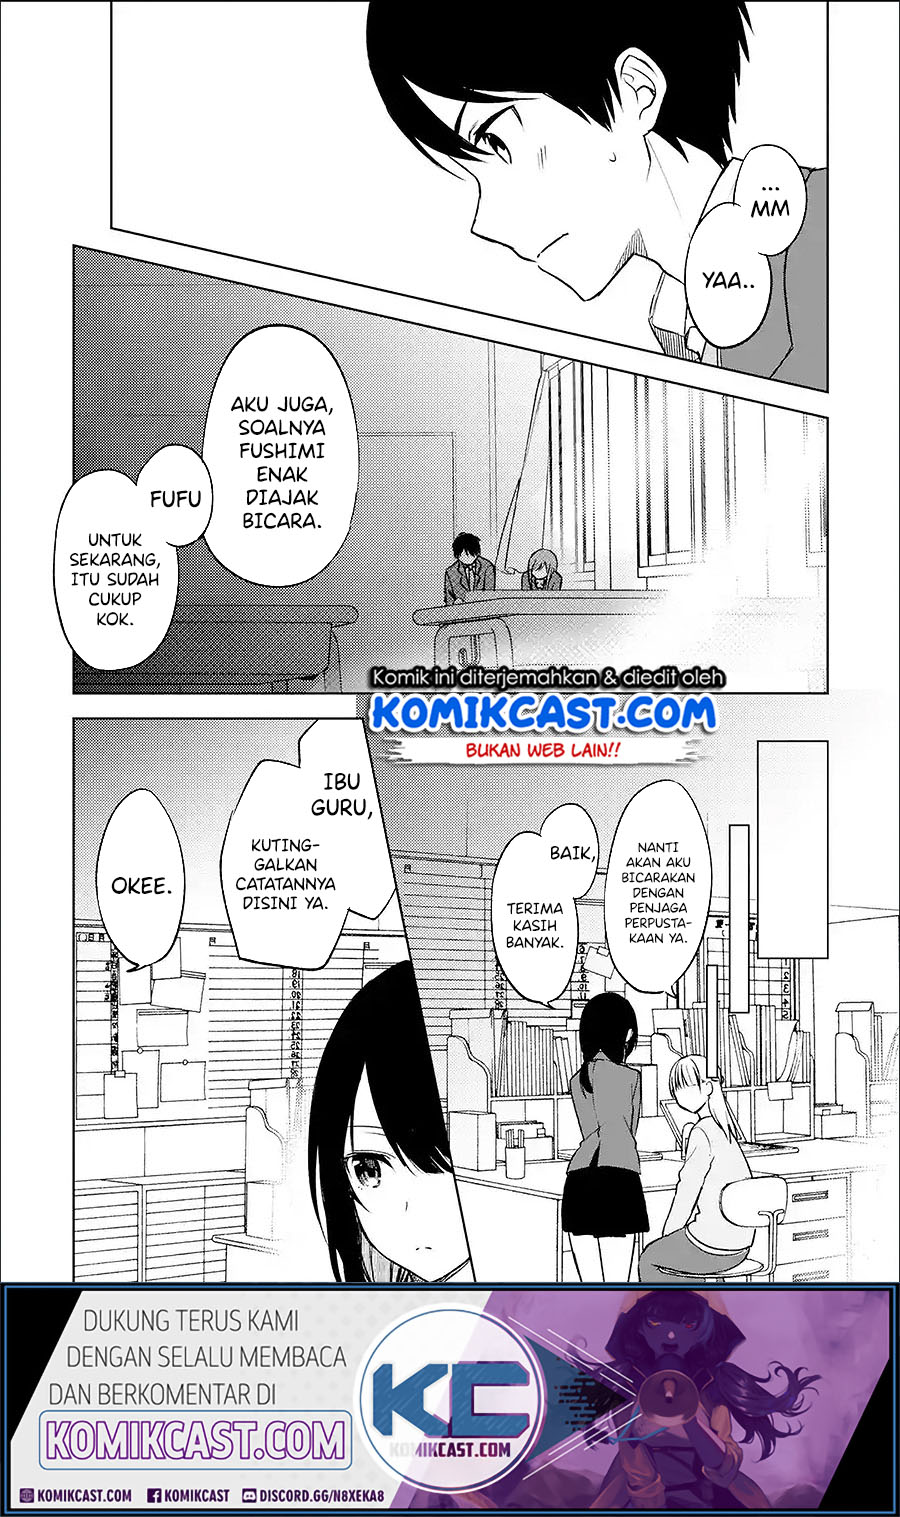 ...
MM
YAA..
AKU JUGA,
SOALNYA
FUSHIMI
ENAK
DIAJAK
BICARA.
FUFU
UNTUK
SEKARANG,
ITU SUDAH
CUKUP
KOK.
Komik ini diterjemahkan & diedit oleh
KOMIKCAST.COM
BUKAN WEB LAIN!!
NANTI
AKAN AKU
BICARAKAN
DENGAN
PENJAGA
PERPUSTA-
KAAN YA.
BAIK,
TERIMA
KASIH
BANYAK.
IBU
GURU,
KUTING-
GALKAN
CATATANNYA
DISINI YA.
OKEE.
DUKUNG TERUS KAMI
DENGAN SELALU MEMBACA
DAN BERKOMENTAR DI
KOMIKCAST.COM
KC
KOMIKCAST.COM
KOMIKCAST.COM
KOMIKCAST
DISCORD.GG/N8XEKA8